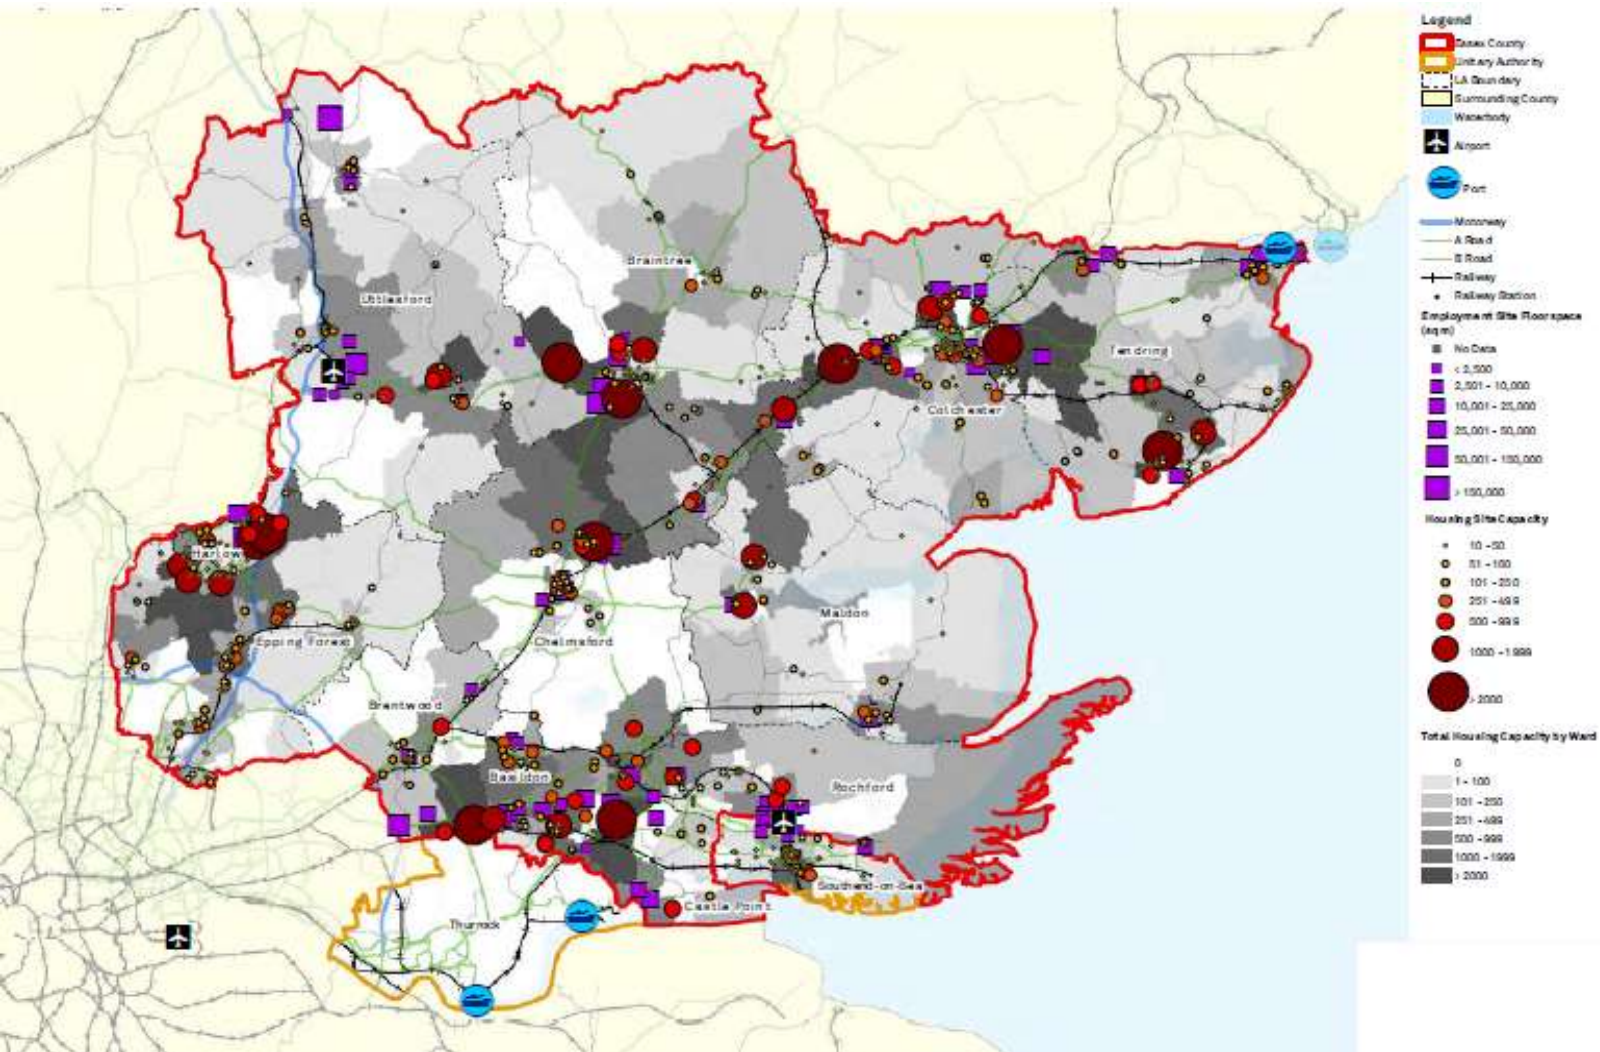 Uttlesford
Braintree
Tendring
Colchester
Harlow
Epping Forest
Chelmsford
Maldon
Brentwood
Basildon
Rochford
Southend-on-Sea
Castle Point
Thurrock
Legend
Essex County
Unitary Authority
LA Boundary
Surrounding County
Waterbody
Airport
Port
Motorway
A Road
B Road
Railway
Railway Station
Employment Site Floorspace
(sqm)
No Data
< 2,500
2,501 - 10,000
10,001 - 25,000
25,001 - 50,000
50,001 - 150,000
> 150,000
Housing Site Capacity
10 - 50
51 - 100
101 - 250
251 - 499
500 - 999
1000 - 1999
> 2000
Total Housing Capacity by Ward
0
1 - 100
101 - 250
251 - 499
500 - 999
1000 - 1999
> 2000